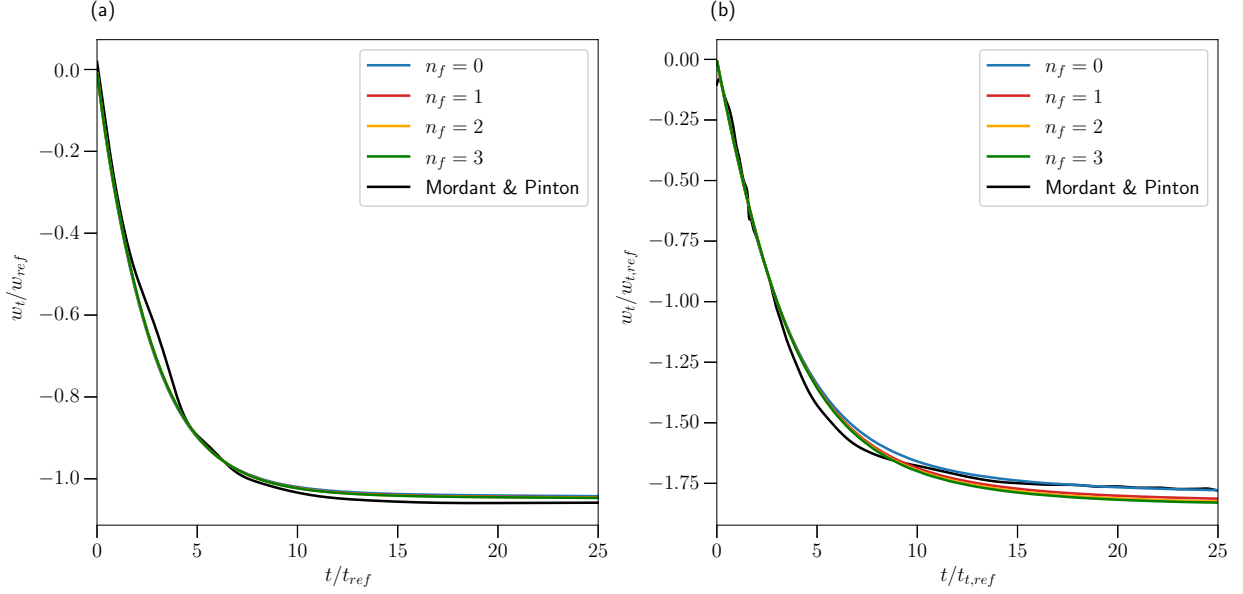 (a)
0.0
−0.2
−0.4
−0.6
−0.8
−1.0
w_t/w_ref
0
5
10
15
20
25
t/t_ref
n_f = 0
n_f = 1
n_f = 2
n_f = 3
Mordant & Pinton
(b)
0.00
−0.25
−0.50
−0.75
−1.00
−1.25
−1.50
−1.75
w_t/w_{t,ref}
0
5
10
15
20
25
t/t_{t,ref}
n_f = 0
n_f = 1
n_f = 2
n_f = 3
Mordant & Pinton